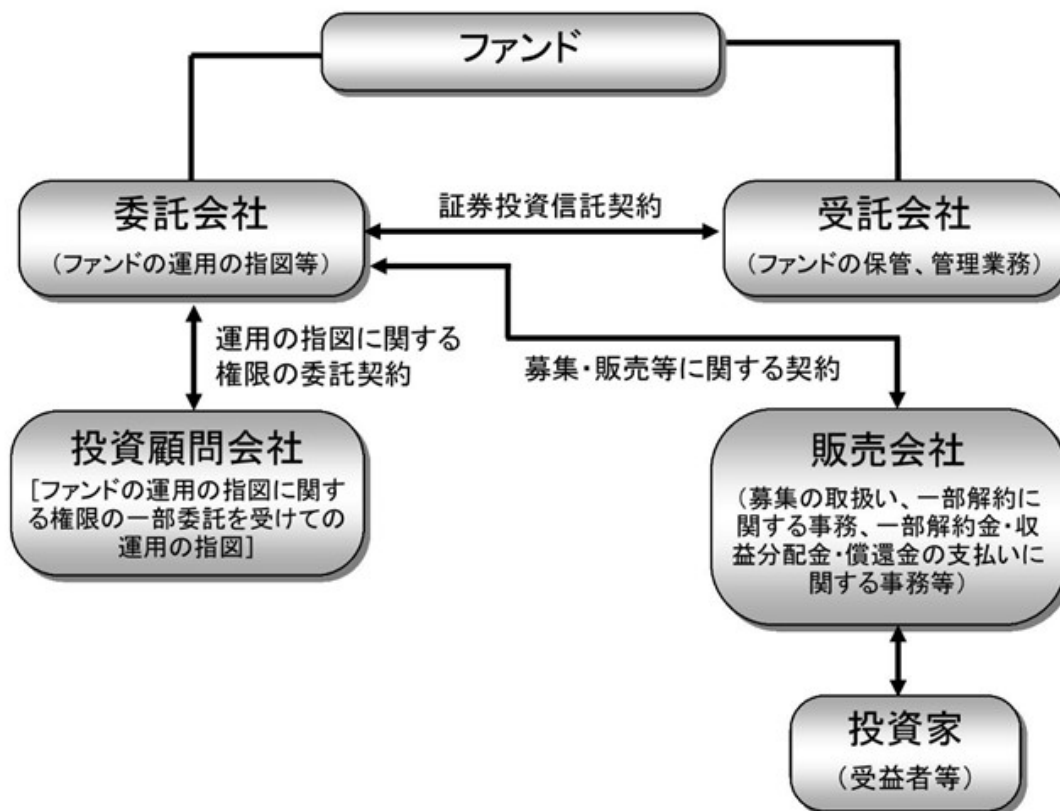 ファンド
委託会社
（ファンドの運用の指図等）
証券投資信託契約
受託会社
（ファンドの保管、管理業務）
運用の指図に関する
権限の委託契約
募集・販売等に関する契約
投資顧問会社
[ファンドの運用の指図に関す
る権限の一部委託を受けての
運用の指図]
販売会社
（募集の取扱い、一部解約に
関する事務、一部解約金・収
益分配金・償還金の支払いに
関する事務等）
投資家
（受益者等）